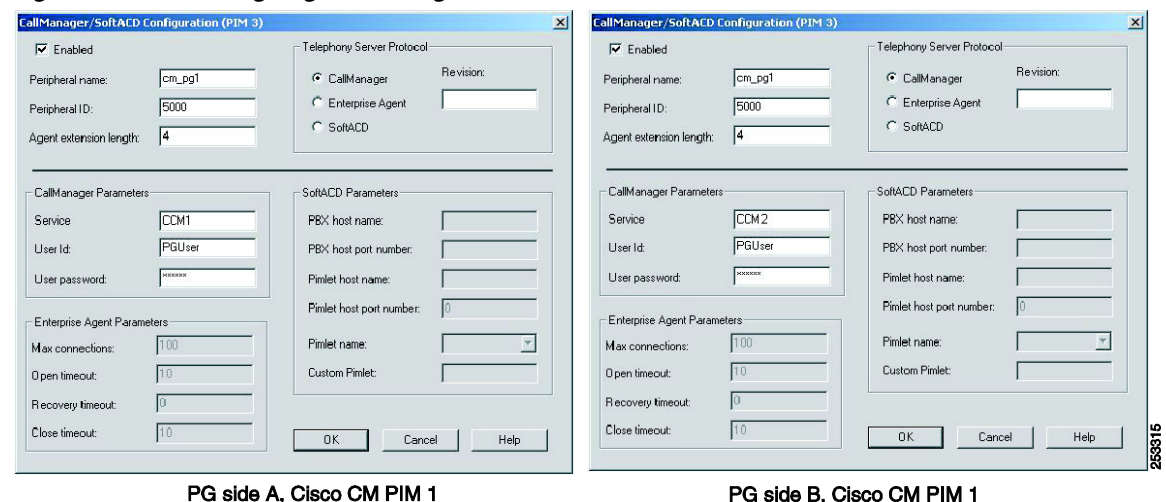 CallManager/SoftACD Configuration (PIM 3)
Enabled
Peripheral name: cm_pg1
Peripheral ID: 5000
Agent extension length: 4
Telephony Server Protocol
CallManager
Enterprise Agent
SoftACD
Revision:
CallManager Parameters
Service CCM1
User Id: PGUser
User password: ××××××
Enterprise Agent Parameters
Max connections: 100
Open timeout: 10
Recovery timeout: 0
Close timeout: 10
SoftACD Parameters
PBX host name:
PBX host port number:
Pimlet host name:
Pimlet host port number: 0
Pimlet name:
Custom Pimlet:
OK Cancel Help
PG side A, Cisco CM PIM 1
CallManager/SoftACD Configuration (PIM 3)
Enabled
Peripheral name: cm_pg1
Peripheral ID: 5000
Agent extension length: 4
Telephony Server Protocol
CallManager
Enterprise Agent
SoftACD
Revision:
CallManager Parameters
Service CCM2
User Id: PGUser
User password: ××××××
Enterprise Agent Parameters
Max connections: 100
Open timeout: 10
Recovery timeout: 0
Close timeout: 10
SoftACD Parameters
PBX host name:
PBX host port number:
Pimlet host name:
Pimlet host port number: 0
Pimlet name:
Custom Pimlet:
OK Cancel Help
PG side B, Cisco CM PIM 1
253315